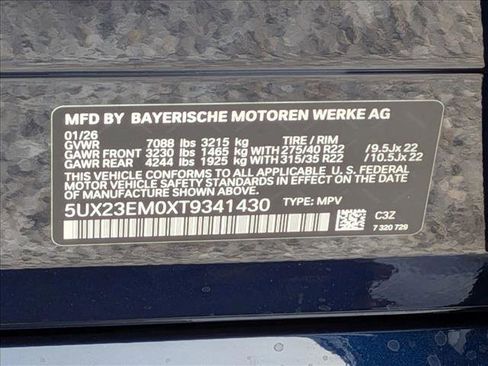 MFD BY BAYERISCHE MOTOREN WERKE AG
01/26
GVWR 7088 lbs 3215 kg TIRE / RIM
GAWR FRONT 3230 lbs 1465 kg WITH 275/40 R22 /9.5Jx 22
GAWR REAR 4244 lbs 1925 kg WITH 315/35 R22 /10.5Jx 22
THIS VEHICLE CONFORMS TO ALL APPLICABLE U. S. FEDERAL
MOTOR VEHICLE SAFETY STANDARDS IN EFFECT ON THE DATE OF
MANUFACTURE SHOWN ABOVE.
5UX23EM0XT9341430 TYPE: MPV
C3Z
7 320 729